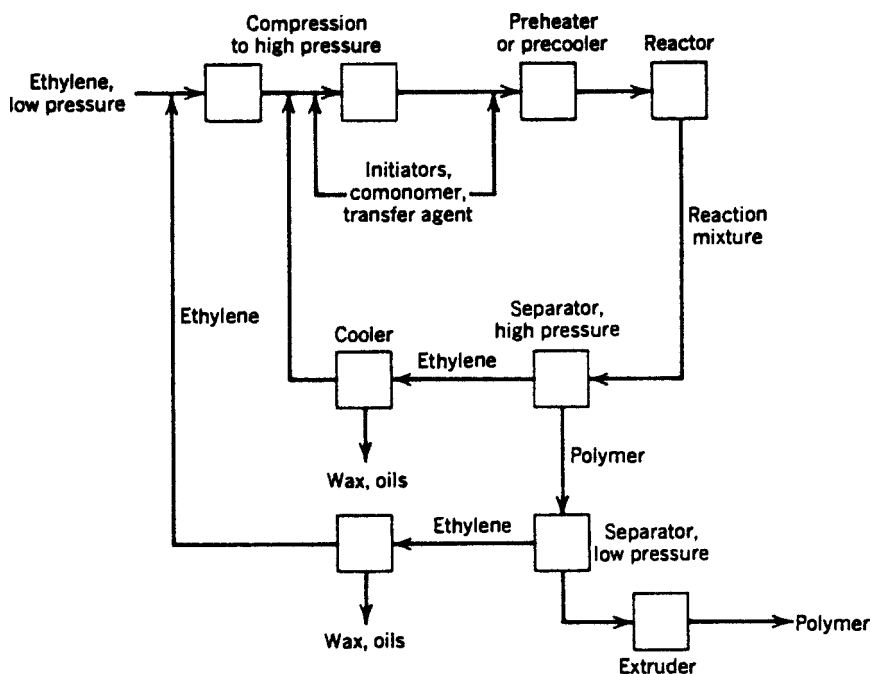 Compression
to high pressure
Preheater
or precooler
Reactor
Ethylene,
low pressure
Initiators,
comonomer,
transfer agent
Reaction
mixture
Ethylene
Cooler
Ethylene
Separator,
high pressure
Wax, oils
Polymer
Ethylene
Separator,
low pressure
Wax, oils
Polymer
Extruder